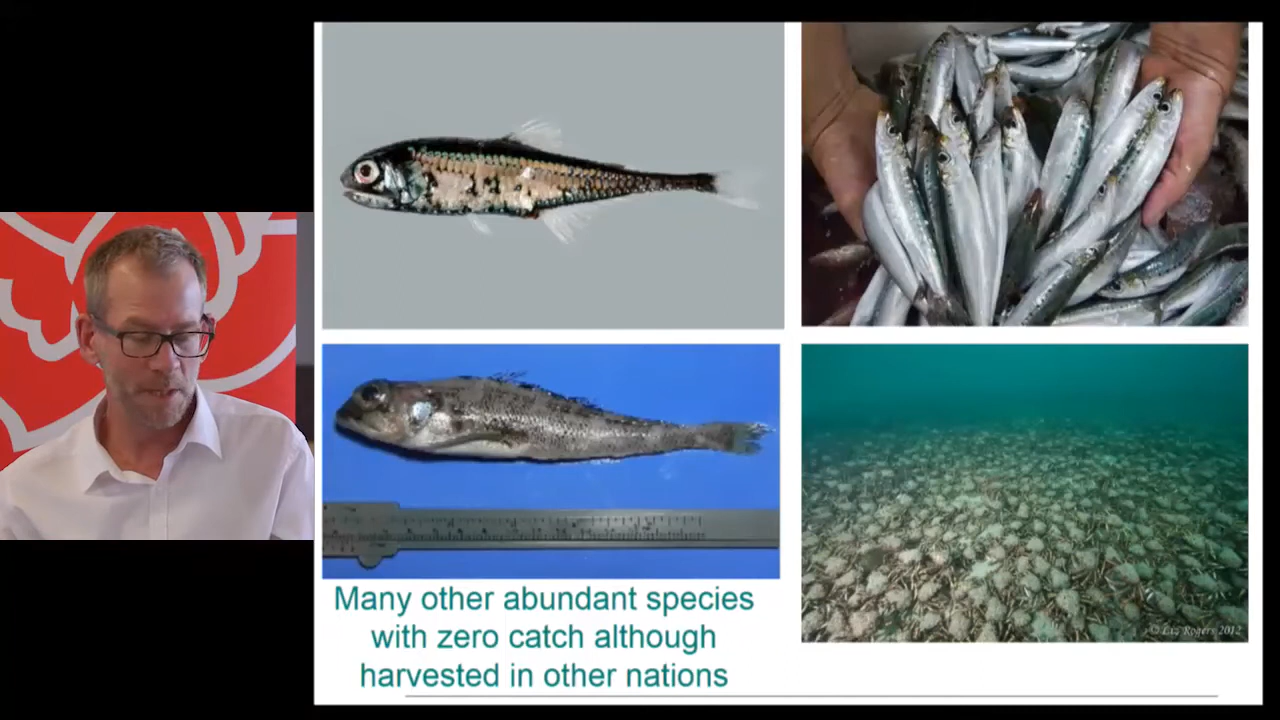 © Liz Rogers 2012
Many other abundant species
with zero catch although
harvested in other nations